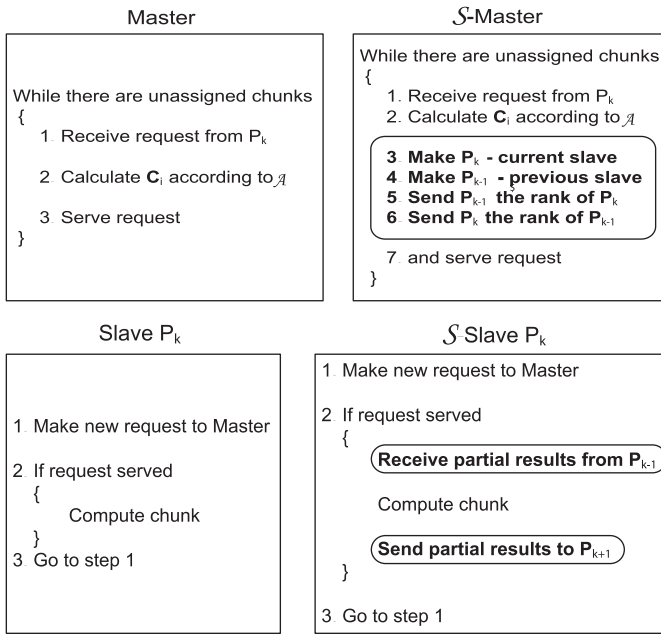 Master
While there are unassigned chunks
{
1. Receive request from Pk
2. Calculate Ci according to 𝒜
3. Serve request
}
𝒮-Master
While there are unassigned chunks
{
1. Receive request from Pk
2. Calculate Ci according to 𝒜
3. Make Pk - current slave
4. Make Pk-1 - previous slave
5. Send Pk-1 the rank of Pk
6. Send Pk the rank of Pk-1
7. and serve request
}
Slave Pk
1. Make new request to Master
2. If request served
{
Compute chunk
}
3. Go to step 1
𝒮-Slave Pk
1. Make new request to Master
2. If request served
{
Receive partial results from Pk-1
Compute chunk
Send partial results to Pk+1
}
3. Go to step 1